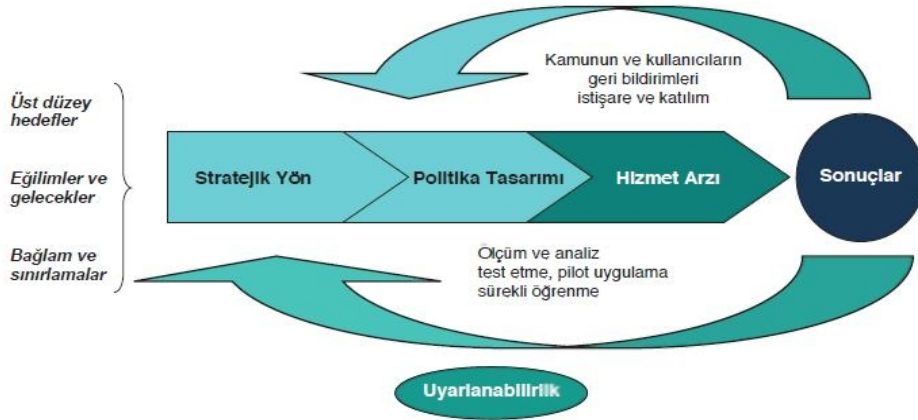 Kamunun ve kullanıcıların
geri bildirimleri
istişare ve katılım
Üst düzey
hedefler
Eğilimler ve
gelecekler
Bağlam ve
sınırlamalar
Stratejik Yön
Politika Tasarımı
Hizmet Arzı
Sonuçlar
Ölçüm ve analiz
test etme, pilot uygulama
sürekli öğrenme
Uyarlanabilirlik